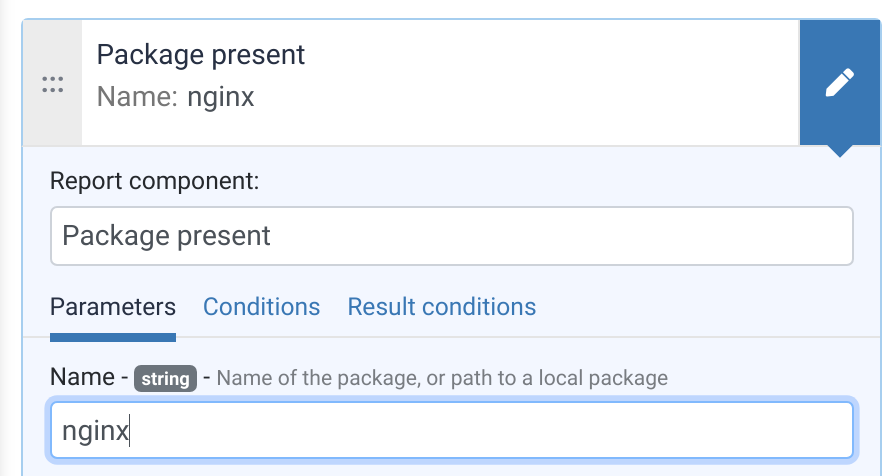 Package present
Name: nginx
Report component:
Package present
Parameters Conditions Result conditions
Name - string - Name of the package, or path to a local package
nginx